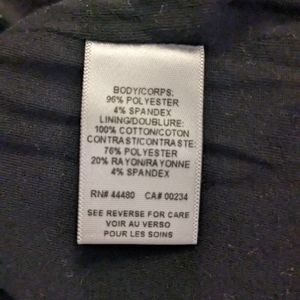 BODY/CORPS:
96% POLYESTER
4% SPANDEX
LINING/DOUBLURE:
100% COTTON/COTON
CONTRAST/CONTRASTE:
76% POLYESTER
20% RAYON/RAYONNE
4% SPANDEX
RN# 44480 CA# 00234
SEE REVERSE FOR CARE
VOIR AU VERSO
POUR LES SOINS